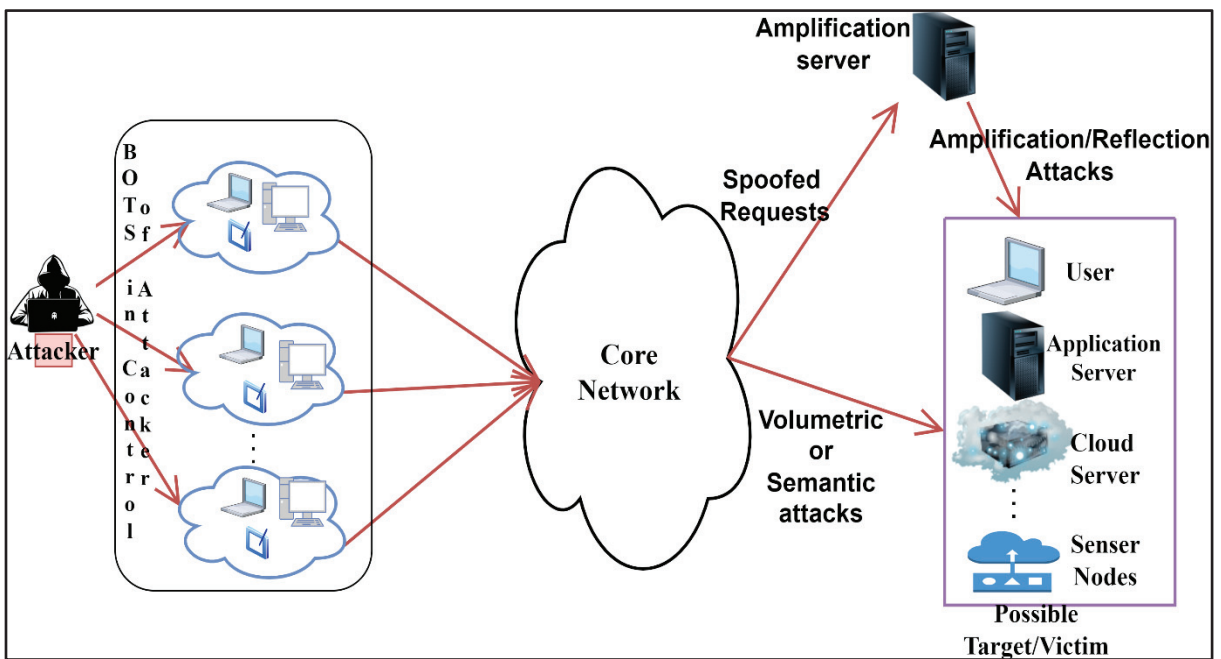 Attacker
BOTS in Control
of Attacker
Core
Network
Amplification
server
Spoofed
Requests
Amplification/Reflection
Attacks
Volumetric
or
Semantic
attacks
User
Application
Server
Cloud
Server
Senser
Nodes
Possible
Target/Victim